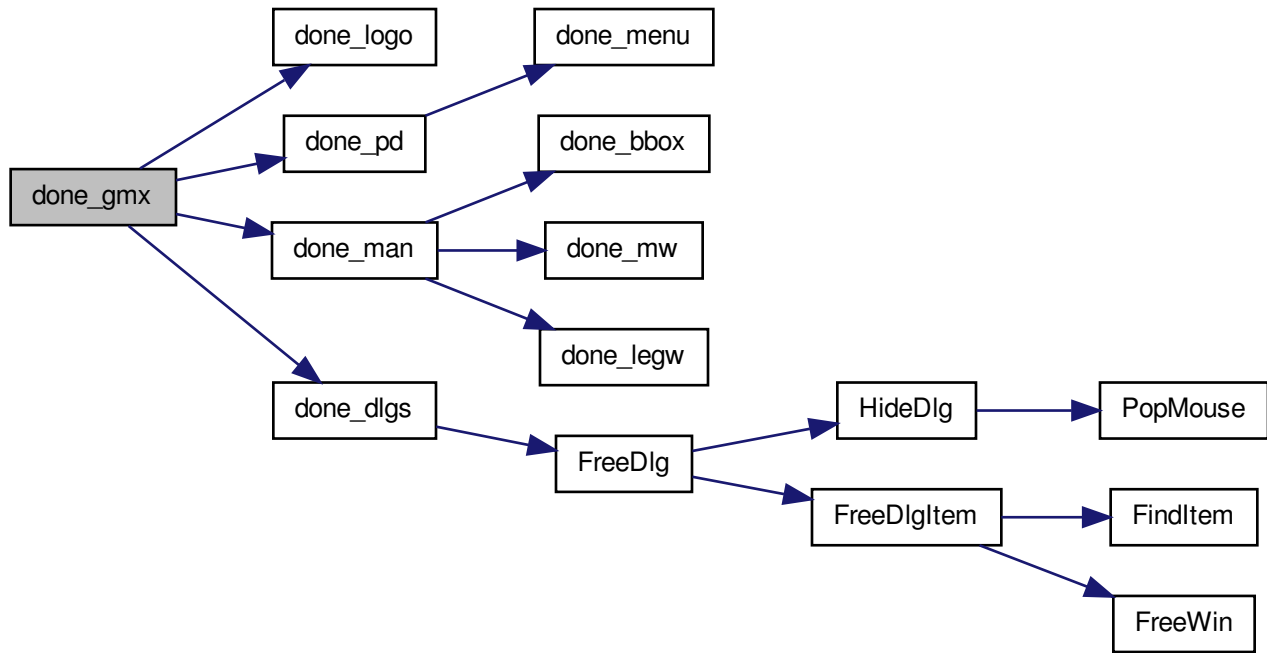 done_logo
done_menu
done_pd
done_bbox
done_gmx
done_man
done_mw
done_legw
done_dlgs
HideDlg
PopMouse
FreeDlg
FreeDlgItem
FindItem
FreeWin